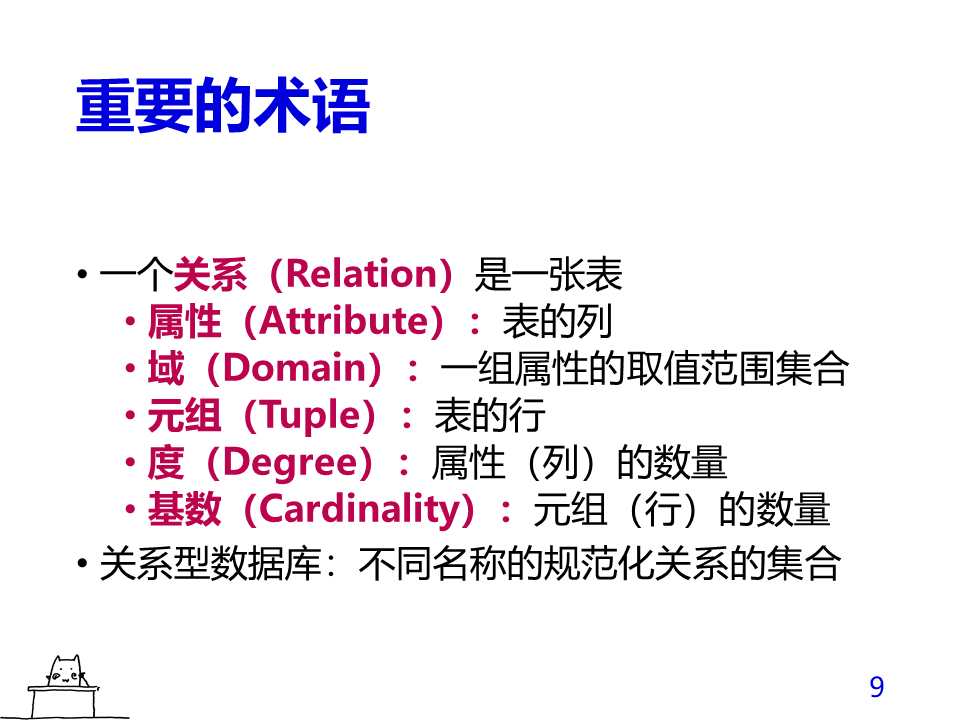 重要的术语
• 一个关系（Relation）是一张表
• 属性（Attribute）：表的列
• 域（Domain）：一组属性的取值范围集合
• 元组（Tuple）：表的行
• 度（Degree）：属性（列）的数量
• 基数（Cardinality）：元组（行）的数量
• 关系型数据库：不同名称的规范化关系的集合
9